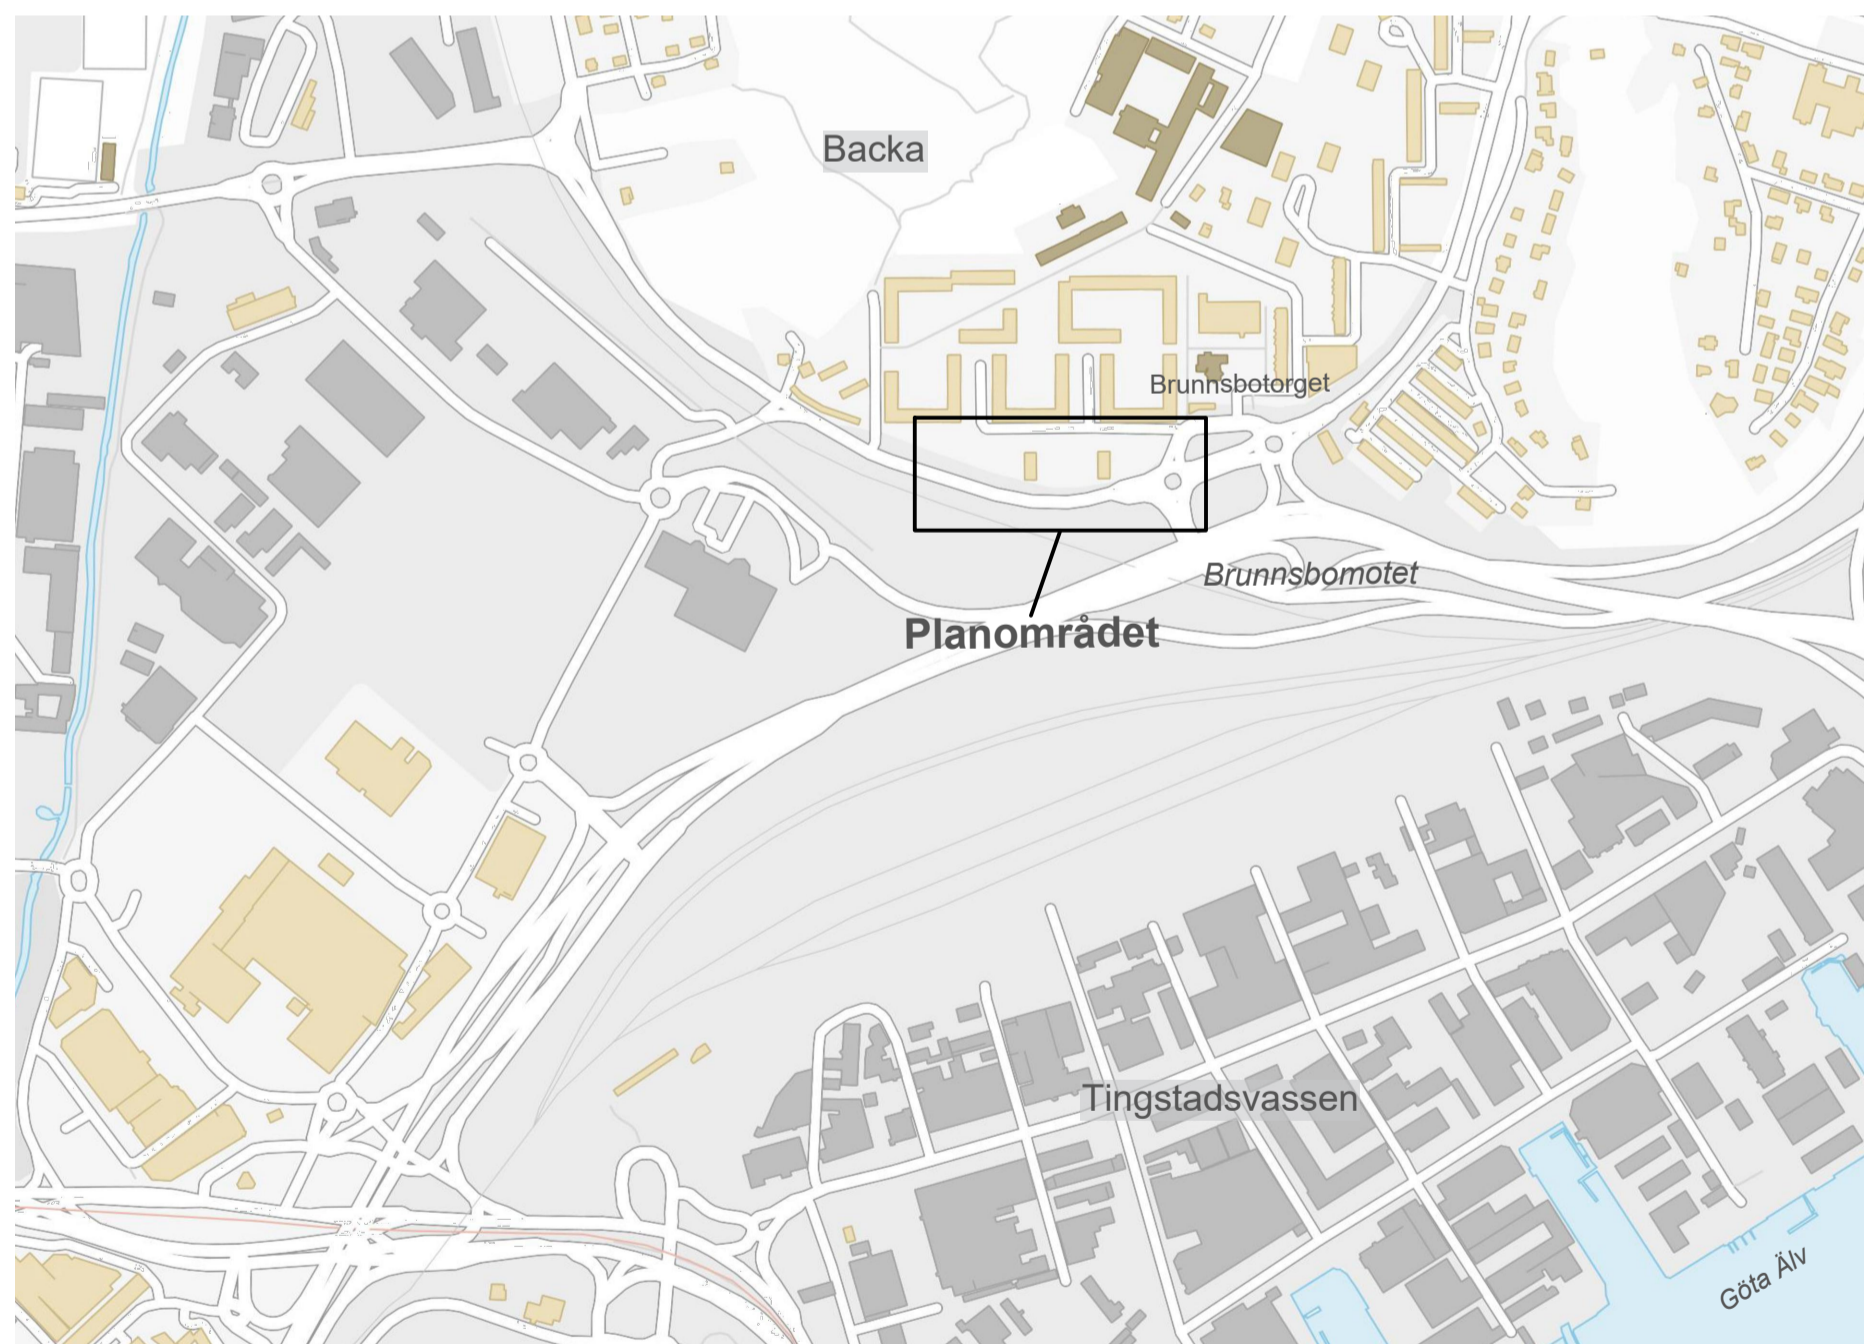 Backa
Brunnsbotorget
Brunnsbomotet
Planområdet
Tingstadsvassen
Göta Älv